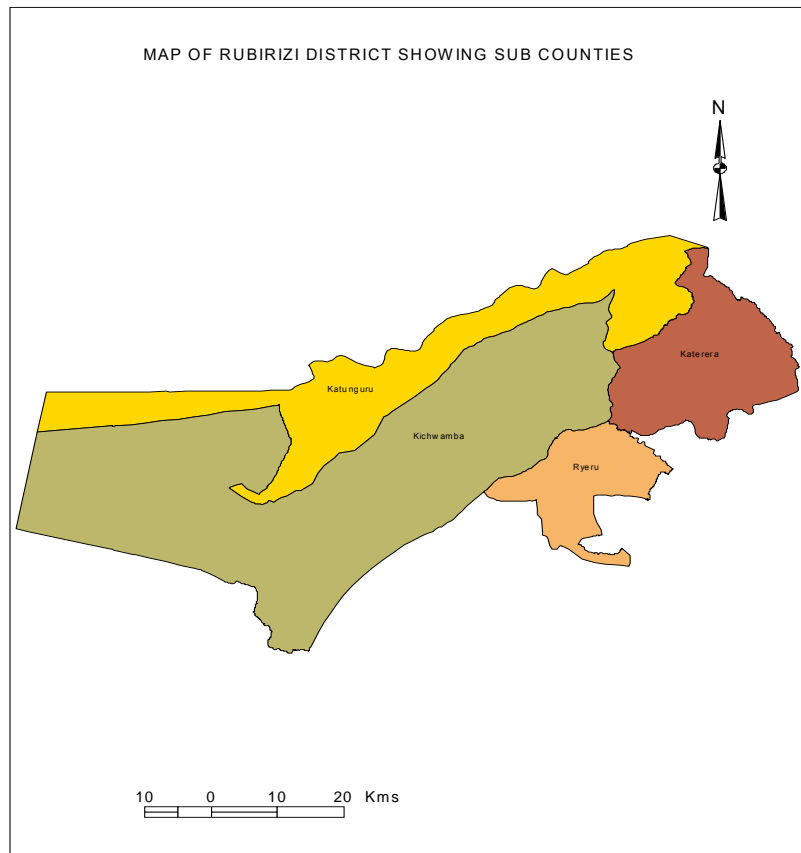 MAP OF RUBIRIZI DISTRICT SHOWING SUB COUNTIES
N
Katerera
Katunguru
Kichwamba
Ryeru
10 0 10 20 Kms